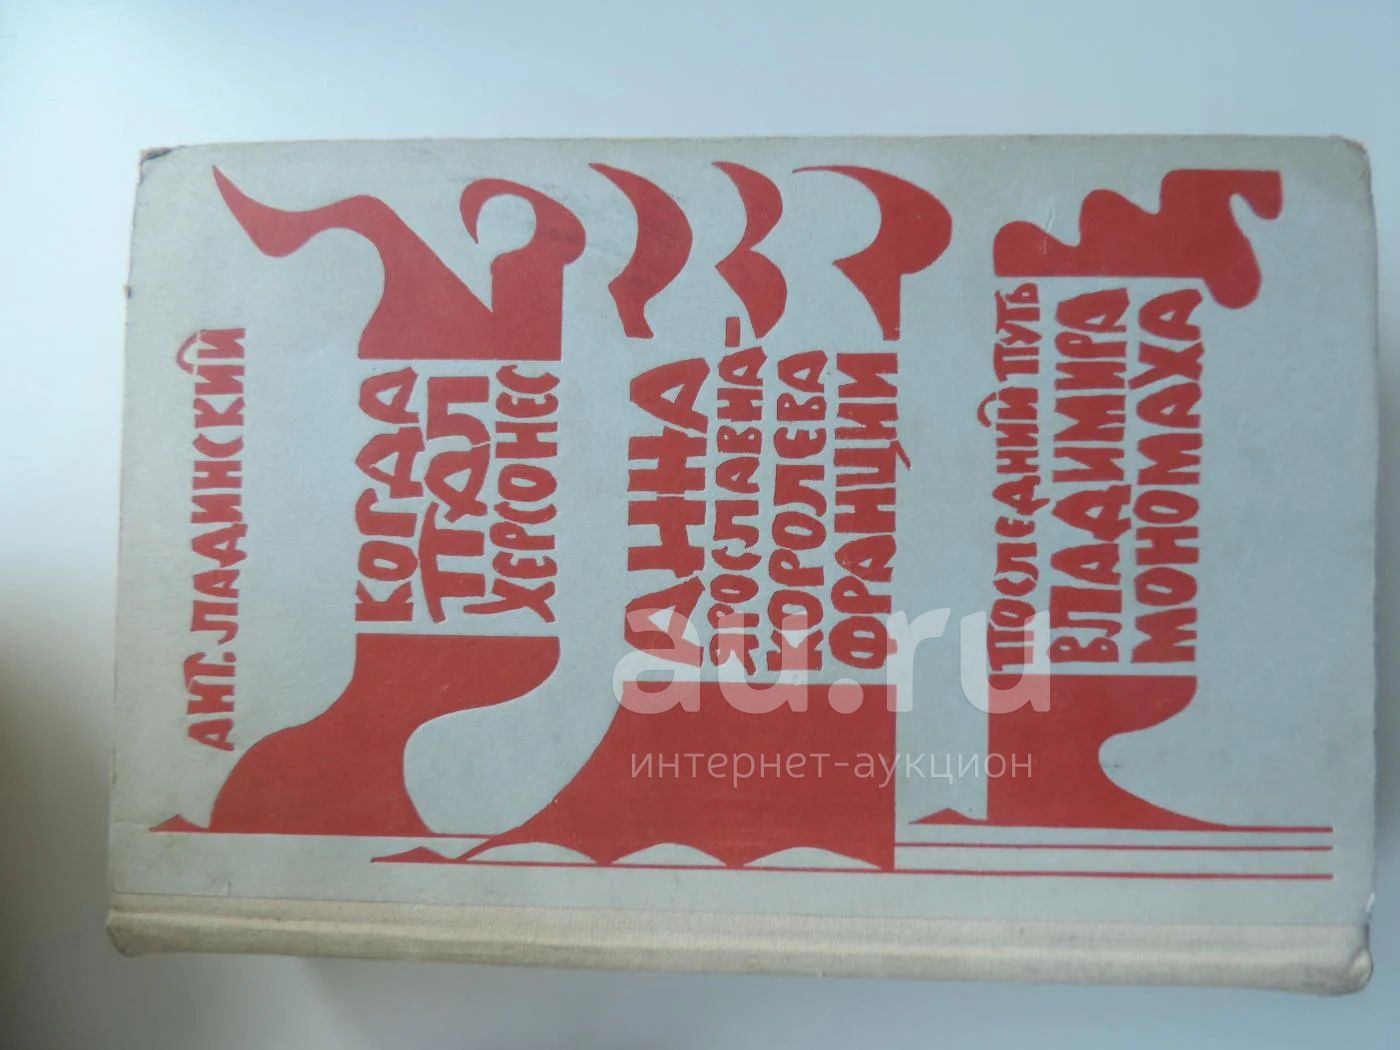 АНТ. ЛАДИНСКИЙ
КОГДА
ПАЛ
ХЕРСОНЕС
АННА
ЯРОСЛАВНА-
КОРОЛЕВА
ФРАНЦИИ
ПОСЛЕДНИЙ ПУТЬ
ВЛАДИМИРА
МОНОМАХА
au.ru
интернет-аукцион